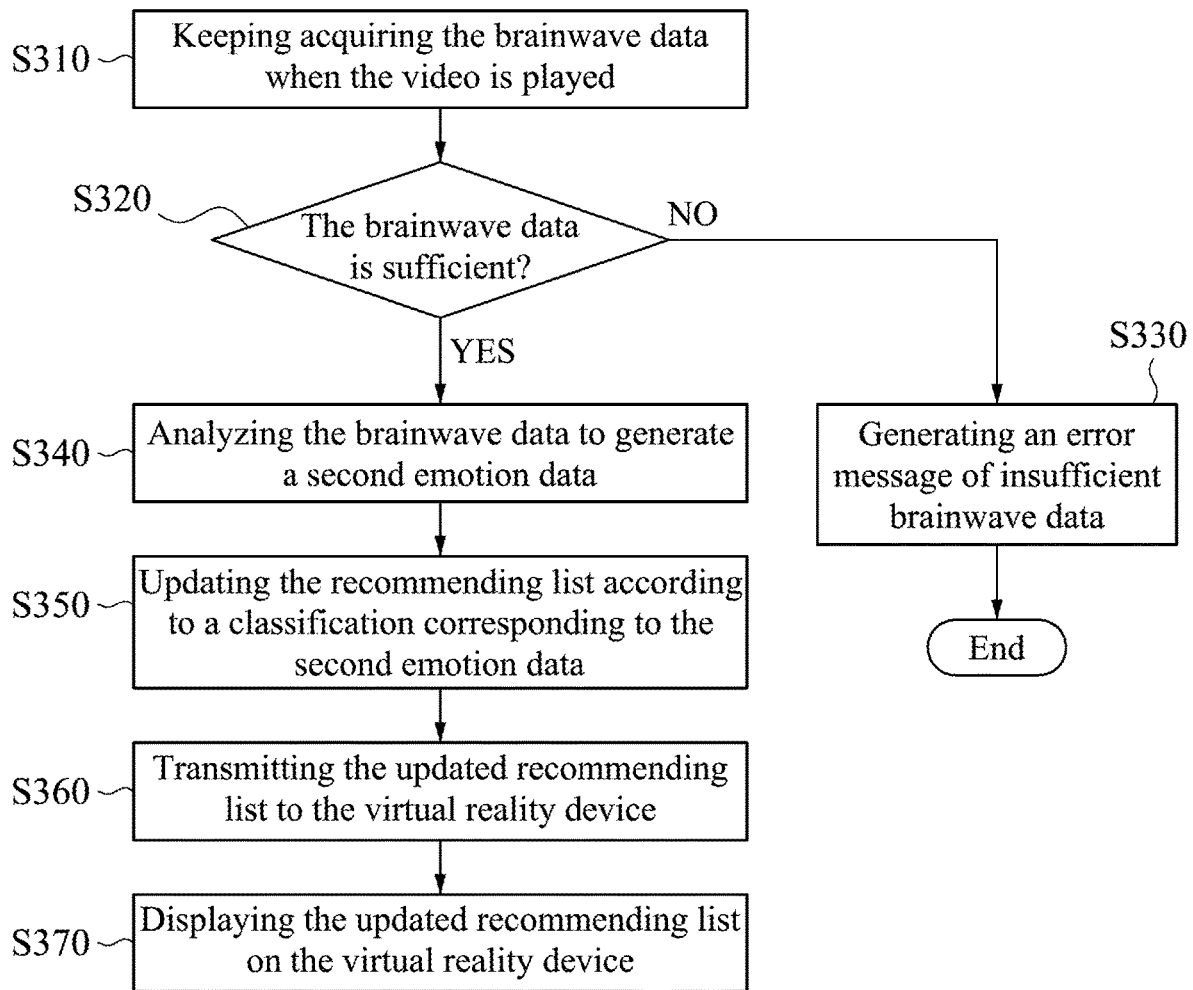 S310
Keeping acquiring the brainwave data
when the video is played
S320
The brainwave data
is sufficient?
NO
YES
S330
Generating an error
message of insufficient
brainwave data
End
S340
Analyzing the brainwave data to generate
a second emotion data
S350
Updating the recommending list according
to a classification corresponding to the
second emotion data
S360
Transmitting the updated recommending
list to the virtual reality device
S370
Displaying the updated recommending list
on the virtual reality device